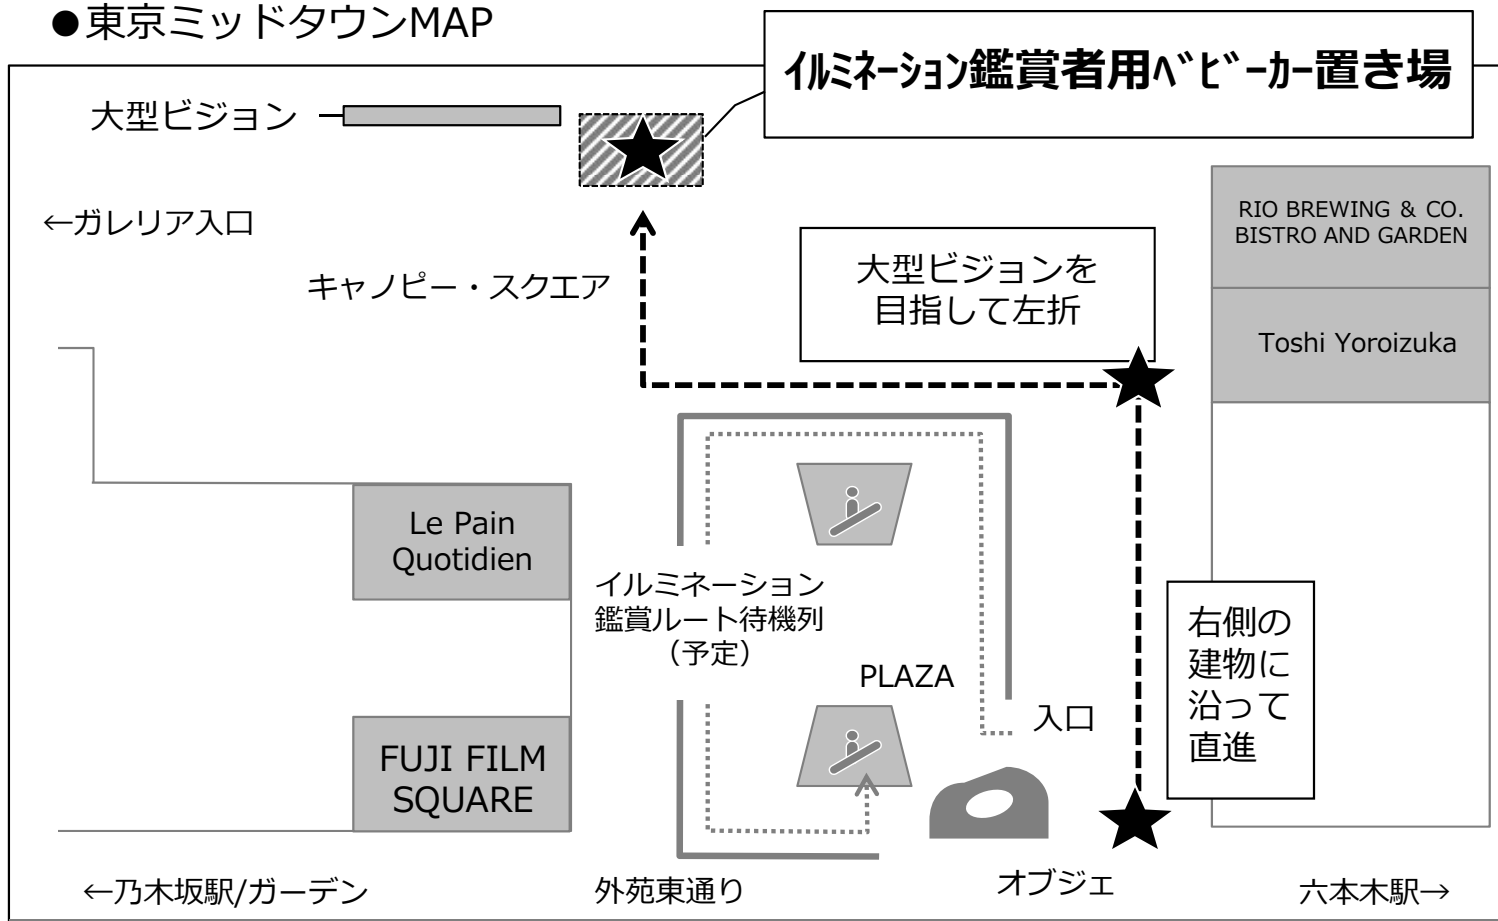 ●東京ミッドタウンMAP
イルミネーション鑑賞者用ベビーカー置き場
大型ビジョン
←ガレリア入口
キャノピー・スクエア
大型ビジョンを
目指して左折
RIO BREWING & CO.
BISTRO AND GARDEN
Toshi Yoroizuka
Le Pain
Quotidien
イルミネーション
鑑賞ルート待機列
（予定）
PLAZA
入口
右側の
建物に
沿って
直進
FUJI FILM
SQUARE
←乃木坂駅/ガーデン
外苑東通り
オブジェ
六本木駅→